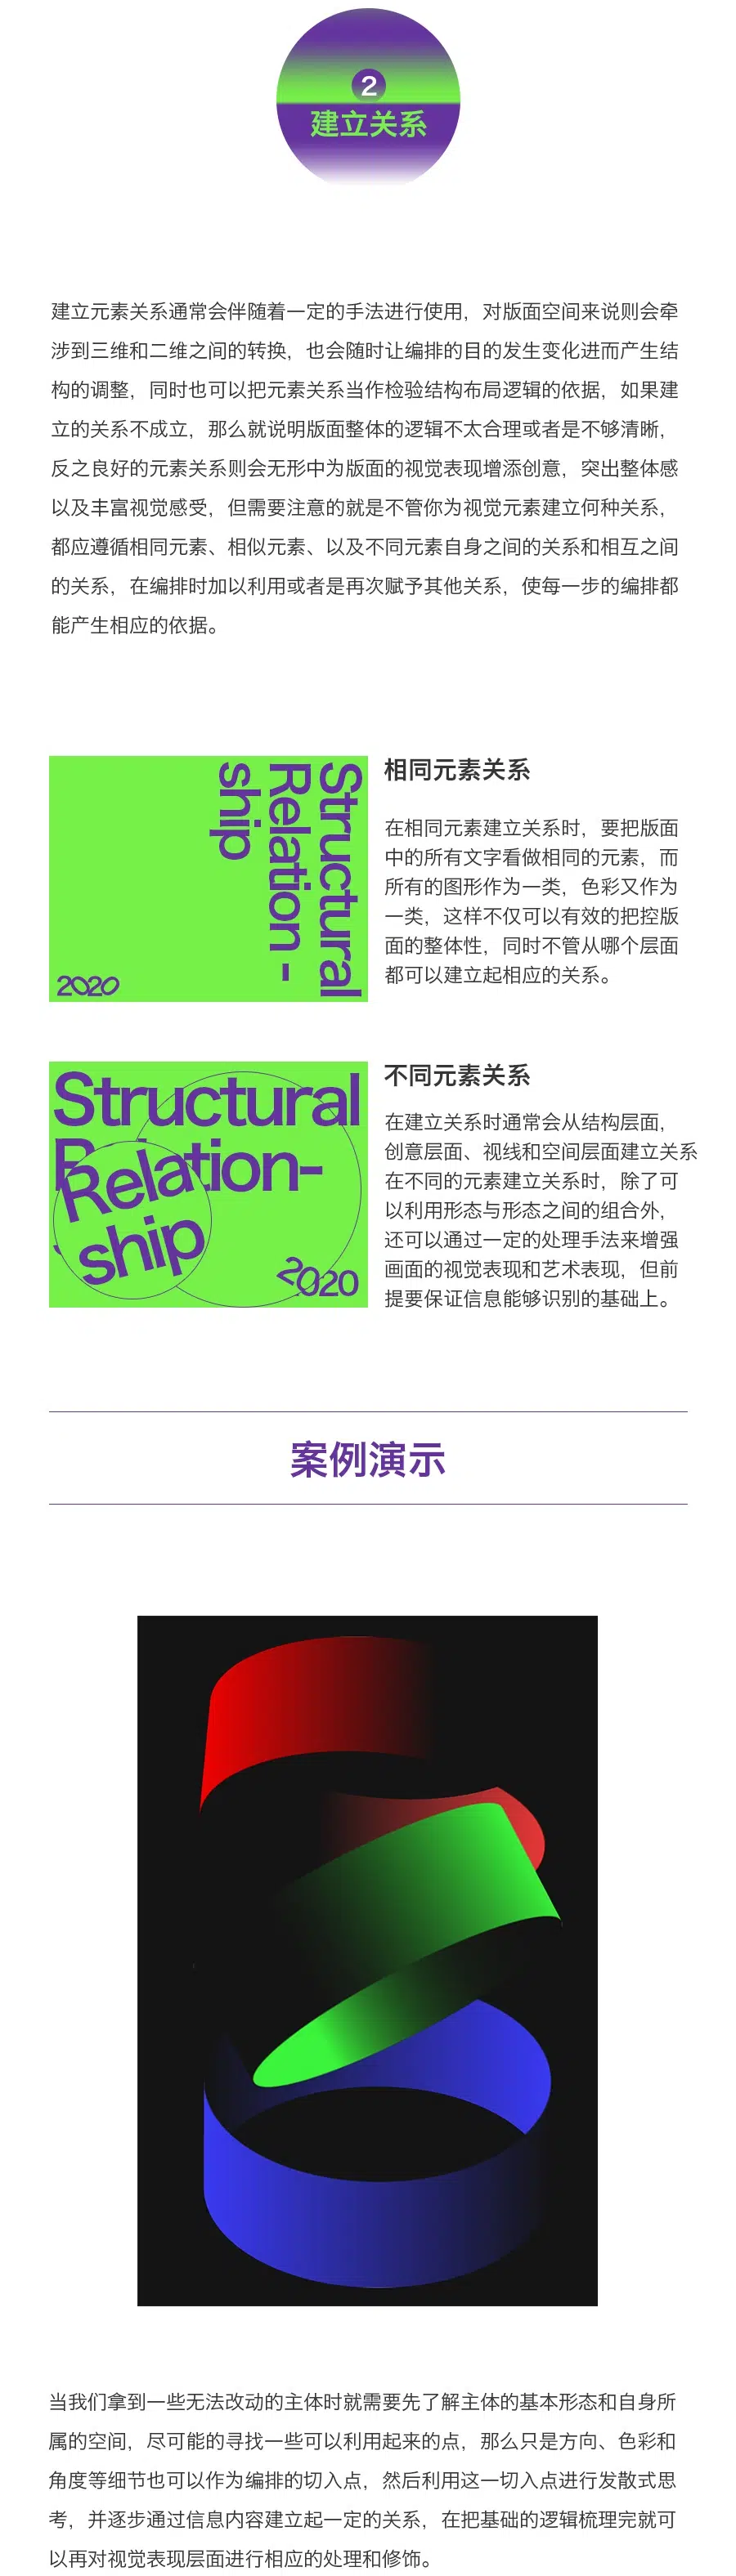 2
建立关系
建立元素关系通常会伴随着一定的手法进行使用，对版面空间来说则会牵
涉到三维和二维之间的转换，也会随时让编排的目的发生变化进而产生结
构的调整，同时也可以把元素关系当作检验结构布局逻辑的依据，如果建
立的关系不成立，那么就说明版面整体的逻辑不太合理或者是不够清晰，
反之良好的元素关系则会无形中为版面的视觉表现增添创意，突出整体感
以及丰富视觉感受，但需要注意的就是不管你为视觉元素建立何种关系，
都应遵循相同元素、相似元素、以及不同元素自身之间的关系和相互之间
的关系，在编排时加以利用或者是再次赋予其他关系，使每一步的编排都
能产生相应的依据。
Structural
Relation -
ship
2020
相同元素关系
在相同元素建立关系时，要把版面
中的所有文字看做相同的元素，而
所有的图形作为一类，色彩又作为
一类，这样不仅可以有效的把控版
面的整体性，同时不管从哪个层面
都可以建立起相应的关系。
Structural
Relation-
ship
2020
不同元素关系
在建立关系时通常会从结构层面，
创意层面、视线和空间层面建立关系
在不同的元素建立关系时，除了可
以利用形态与形态之间的组合外，
还可以通过一定的处理手法来增强
画面的视觉表现和艺术表现，但前
提要保证信息能够识别的基础上。
案例演示
当我们拿到一些无法改动的主体时就需要先了解主体的基本形态和自身所
属的空间，尽可能的寻找一些可以利用起来的点，那么只是方向、色彩和
角度等细节也可以作为编排的切入点，然后利用这一切入点进行发散式思
考，并逐步通过信息内容建立起一定的关系，在把基础的逻辑梳理完就可
以再对视觉表现层面进行相应的处理和修饰。